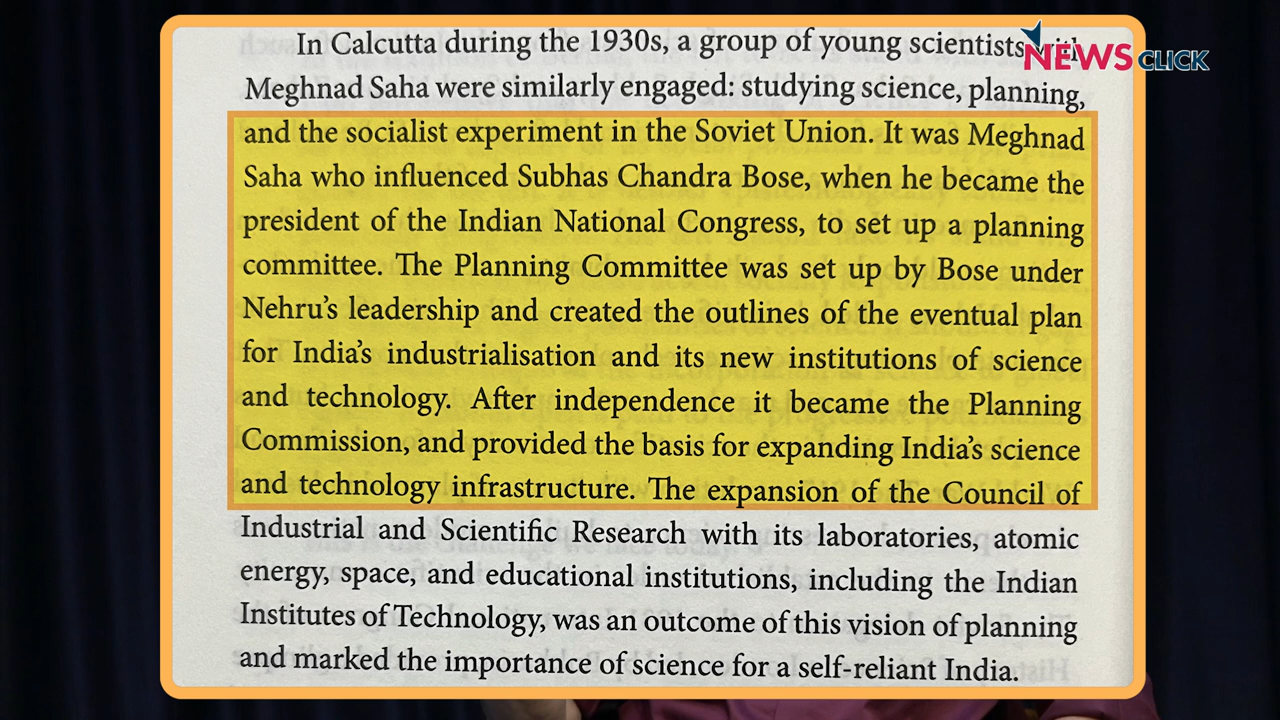 In Calcutta during the 1930s, a group of young scientists with
NEWSCLICK
Meghnad Saha were similarly engaged: studying science, planning,
and the socialist experiment in the Soviet Union. It was Meghnad
Saha who influenced Subhas Chandra Bose, when he became the
president of the Indian National Congress, to set up a planning
committee. The Planning Committee was set up by Bose under
Nehru's leadership and created the outlines of the eventual plan
for India's industrialisation and its new institutions of science
and technology. After independence it became the Planning
Commission, and provided the basis for expanding India's science
and technology infrastructure. The expansion of the Council of
Industrial and Scientific Research with its laboratories, atomic
energy, space, and educational institutions, including the Indian
Institutes of Technology, was an outcome of this vision of planning
and marked the importance of science for a self-reliant India.